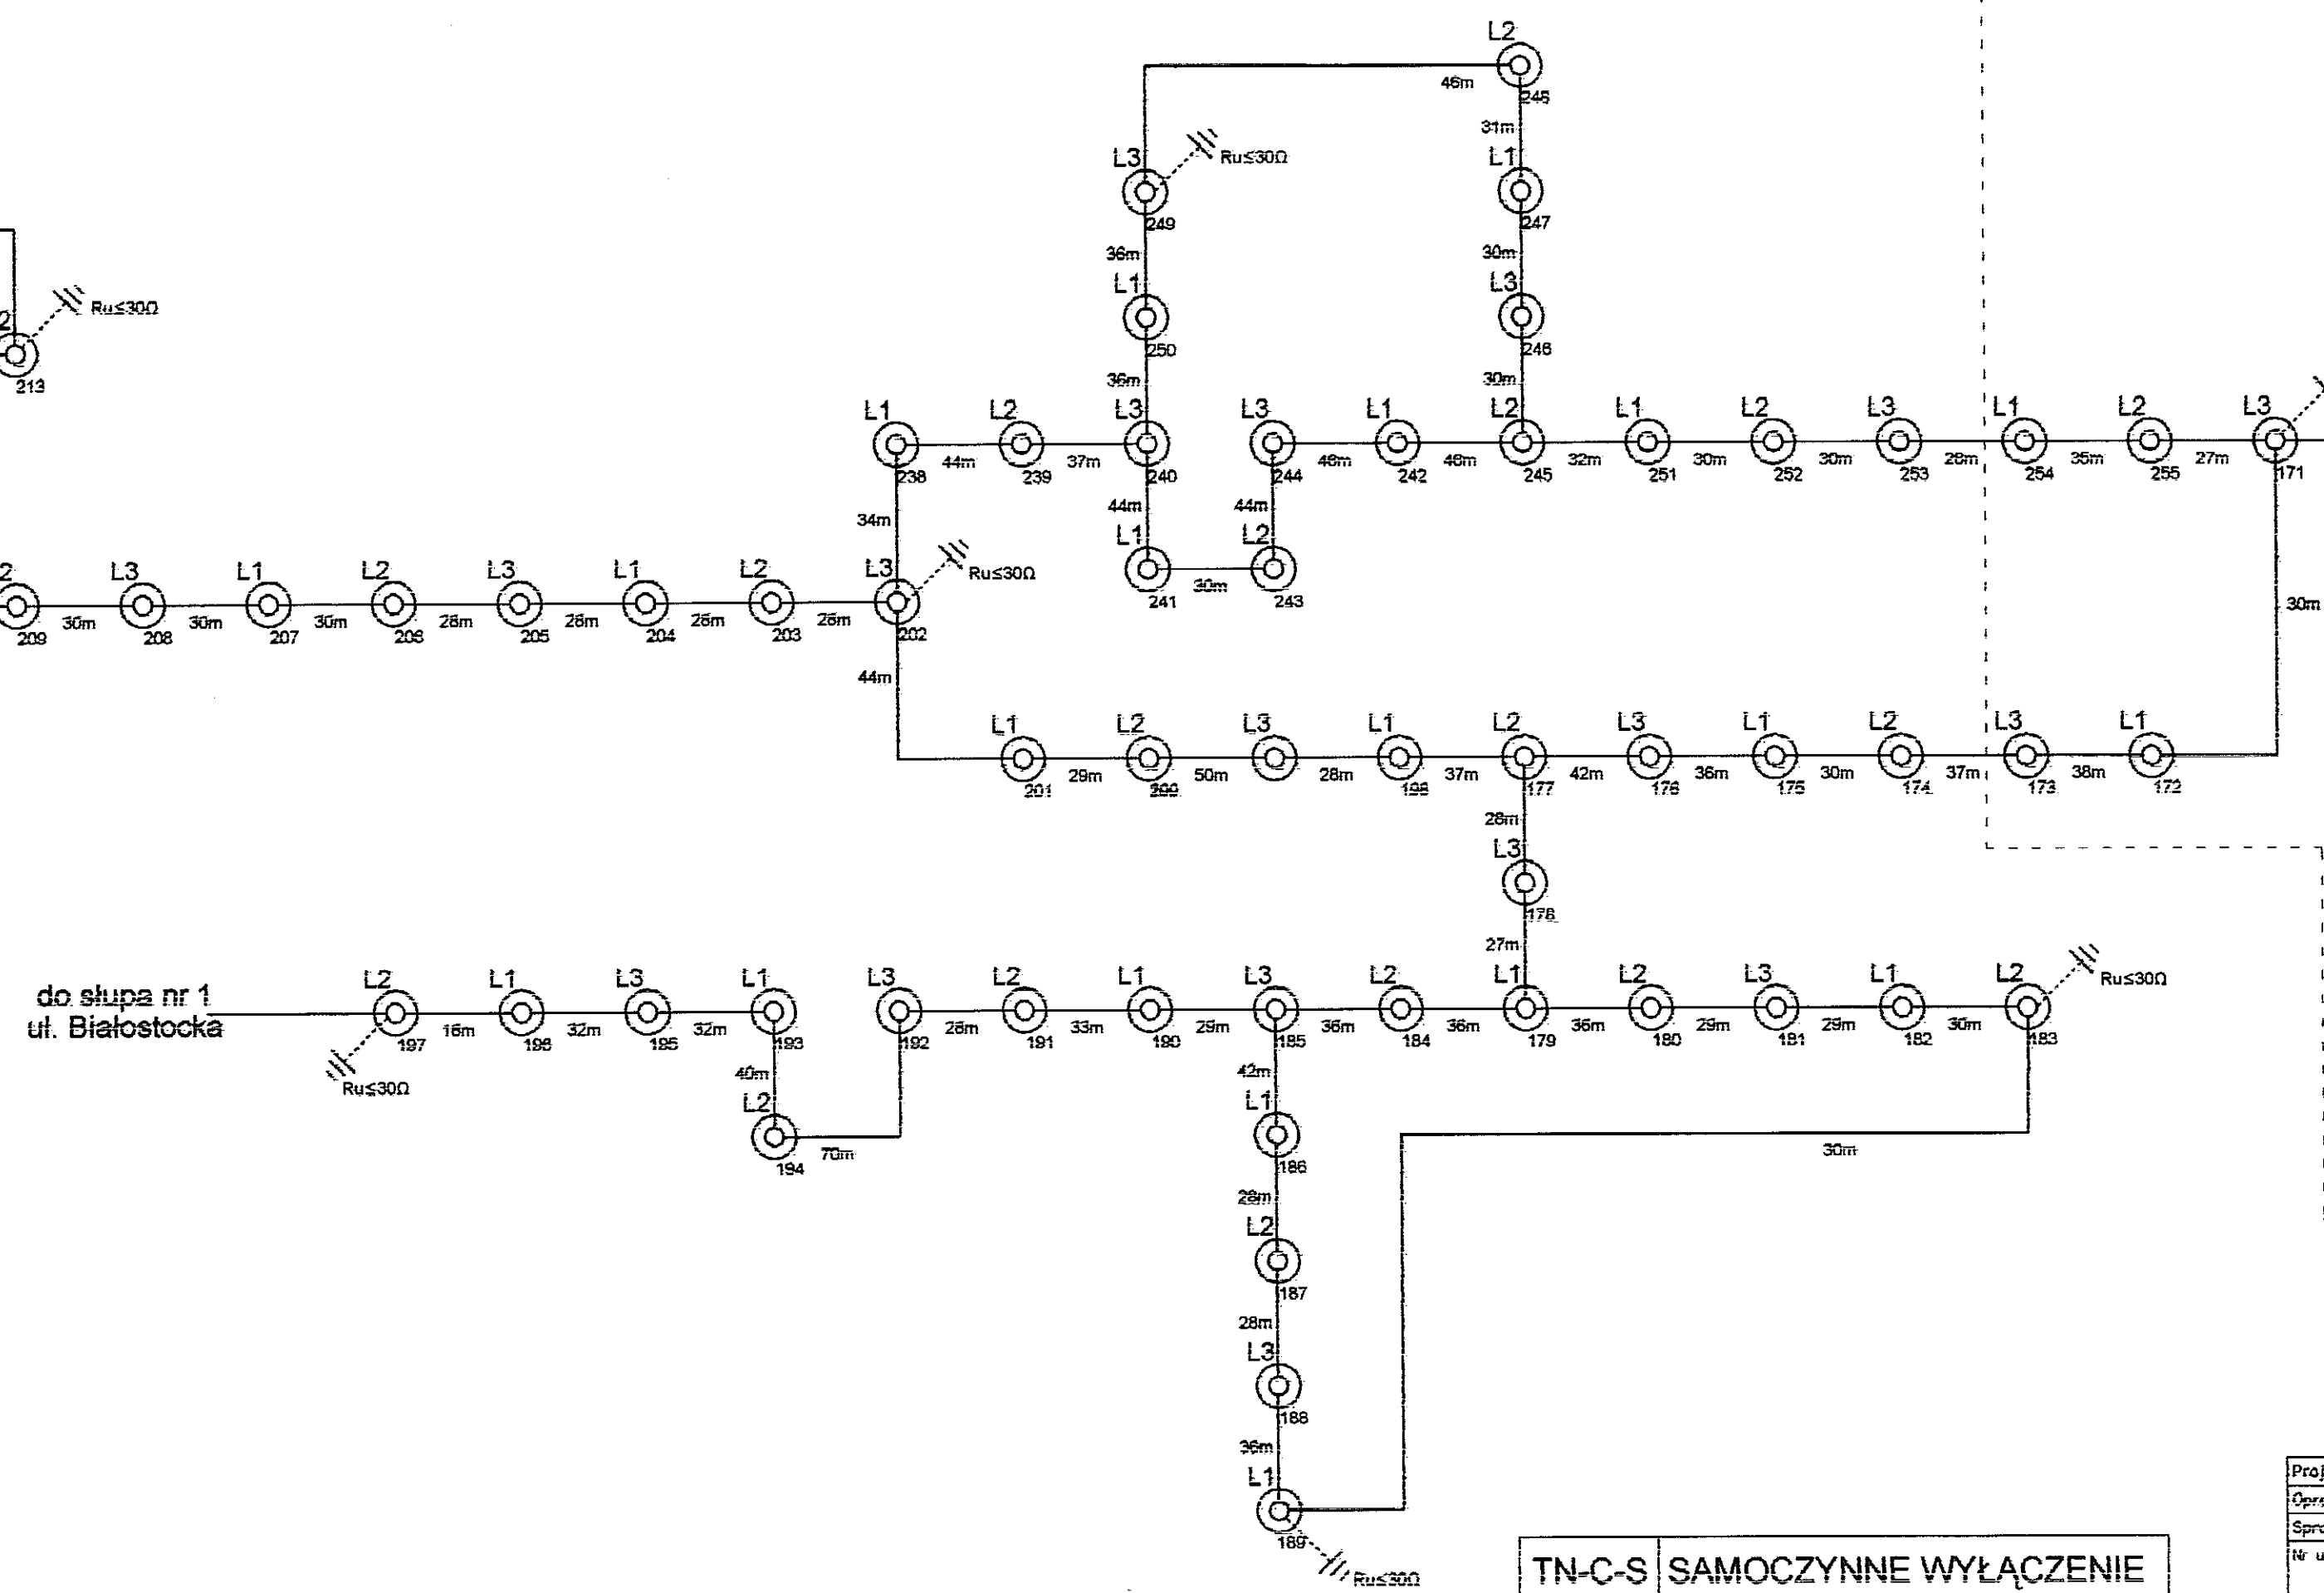 L2
46m
248
31m
L3
Ru≤30Ω
L1
249
247
36m
30m
L1
L3
Ru≤30Ω
250
246
213
36m
30m
L1
L2
L3
L3
L1
L2
L1
L2
L3
L1
L2
L3
44m
37m
46m
46m
32m
30m
30m
28m
35m
27m
238
239
240
244
242
245
251
252
253
254
255
171
34m
44m
44m
L1
L2
Ru≤30Ω
30m
241
243
L3
L1
L2
L3
L1
L2
L3
30m
30m
30m
28m
28m
28m
28m
30m
209
208
207
206
205
204
203
202
44m
L1
L2
L3
L1
L2
L3
L1
L2
L3
L1
29m
50m
28m
37m
42m
36m
30m
37m
38m
201
198
177
176
175
174
173
172
28m
L3
178
27m
do słupa nr 1
ul. Białostocka
L2
L1
L3
L1
L3
L2
L1
L3
L2
L1
L2
L3
L1
L2
Ru≤30Ω
16m
32m
32m
28m
33m
29m
36m
36m
36m
29m
29m
30m
197
196
195
193
192
191
190
185
184
179
180
181
182
183
Ru≤30Ω
40m
42m
L2
L1
70m
30m
194
186
28m
L2
187
28m
L3
188
36m
L1
189
Ru≤30Ω
TN-C-S SAMOCZYNNE WYŁĄCZENIE